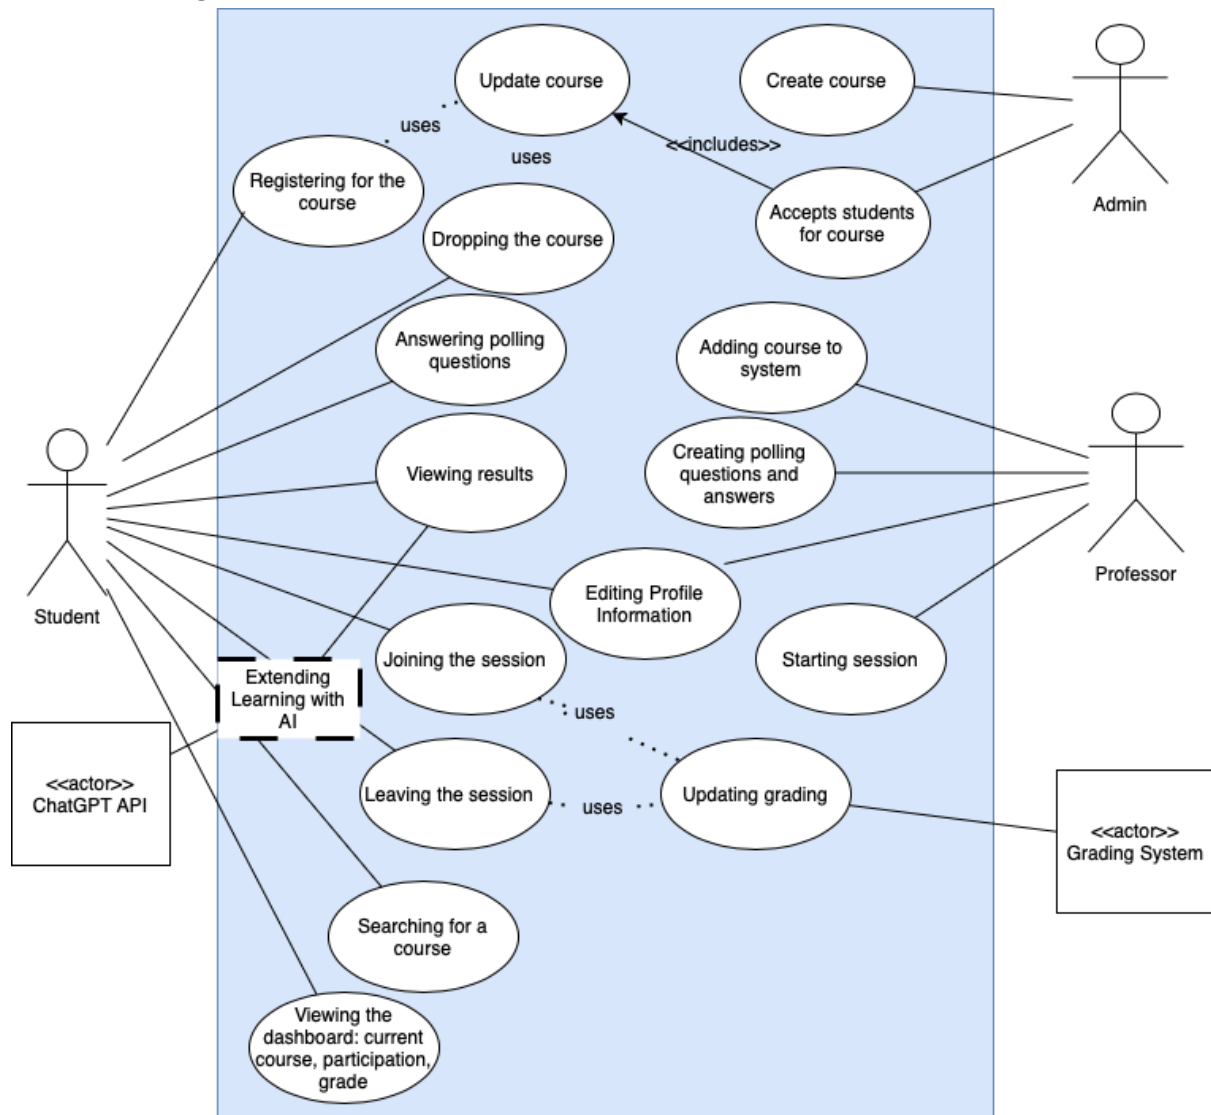 Update course
Create course
uses
<<includes>>
uses
Registering for the
course
Accepts students
for course
Admin
Dropping the course
Answering polling
questions
Adding course to
system
Viewing results
Creating polling
questions and
answers
Student
Editing Profile
Information
Professor
Joining the session
Starting session
Extending
Learning with
AI
uses
<<actor>>
ChatGPT API
Leaving the session
uses
Updating grading
<<actor>>
Grading System
Searching for a
course
Viewing the
dashboard: current
course, participation,
grade